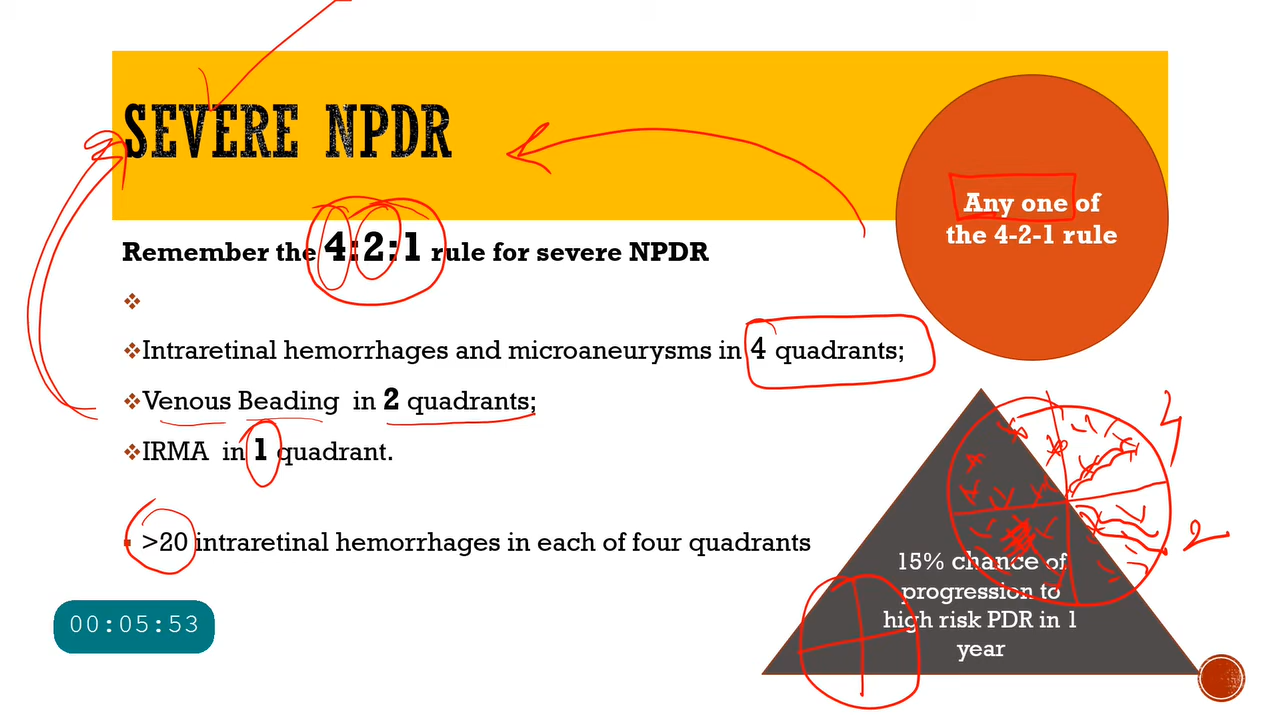 SEVERE NPDR
Any one of
the 4-2-1 rule
Remember the 4:2:1 rule for severe NPDR
Intraretinal hemorrhages and microaneurysms in 4 quadrants;
Venous Beading in 2 quadrants;
IRMA in 1 quadrant.
>20 intraretinal hemorrhages in each of four quadrants
4
2
15% chance of
progression to
high risk PDR in 1
year
00:05:53